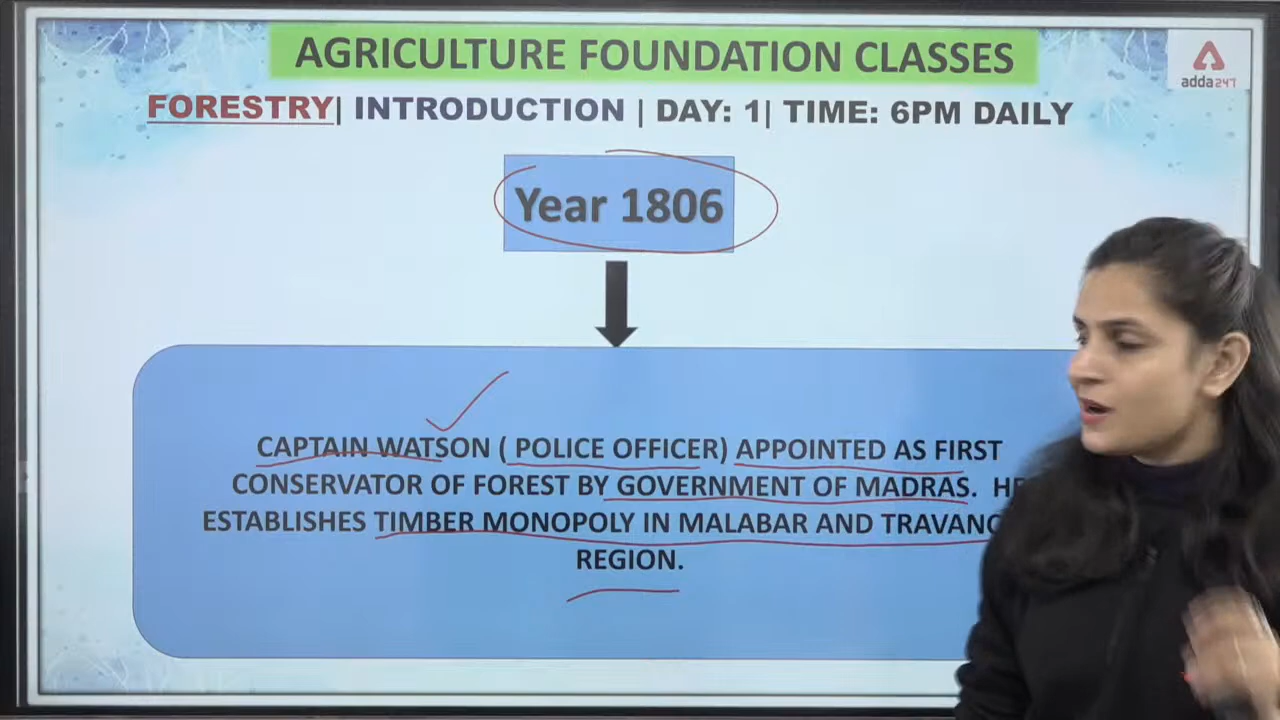 AGRICULTURE FOUNDATION CLASSES
adda247
FORESTRY| INTRODUCTION | DAY: 1| TIME: 6PM DAILY
Year 1806
CAPTAIN WATSON ( POLICE OFFICER) APPOINTED AS FIRST
CONSERVATOR OF FOREST BY GOVERNMENT OF MADRAS. HE
ESTABLISHES TIMBER MONOPOLY IN MALABAR AND
REGION.